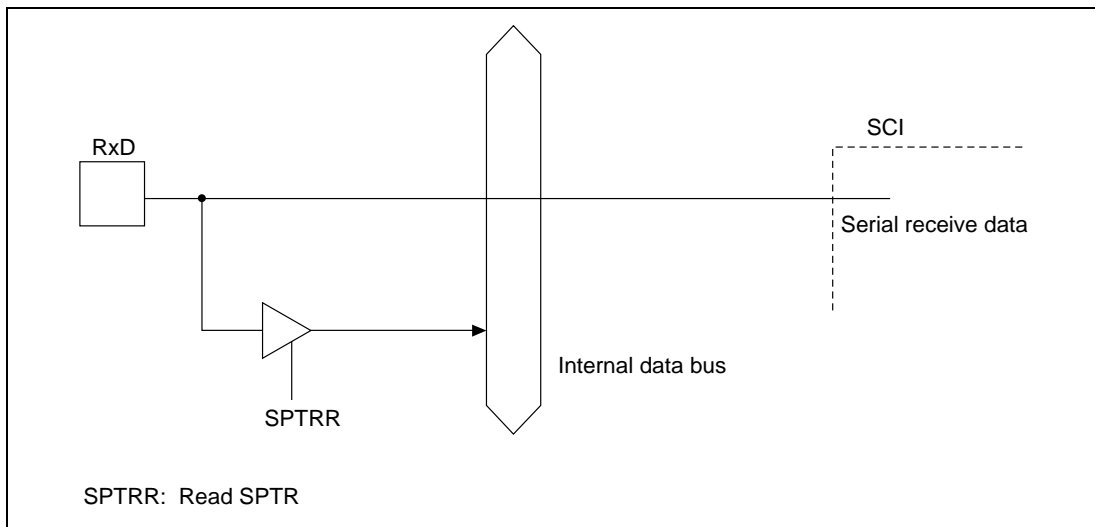 RxD
SCI
Serial receive data
Internal data bus
SPTRR
SPTRR: Read SPTR